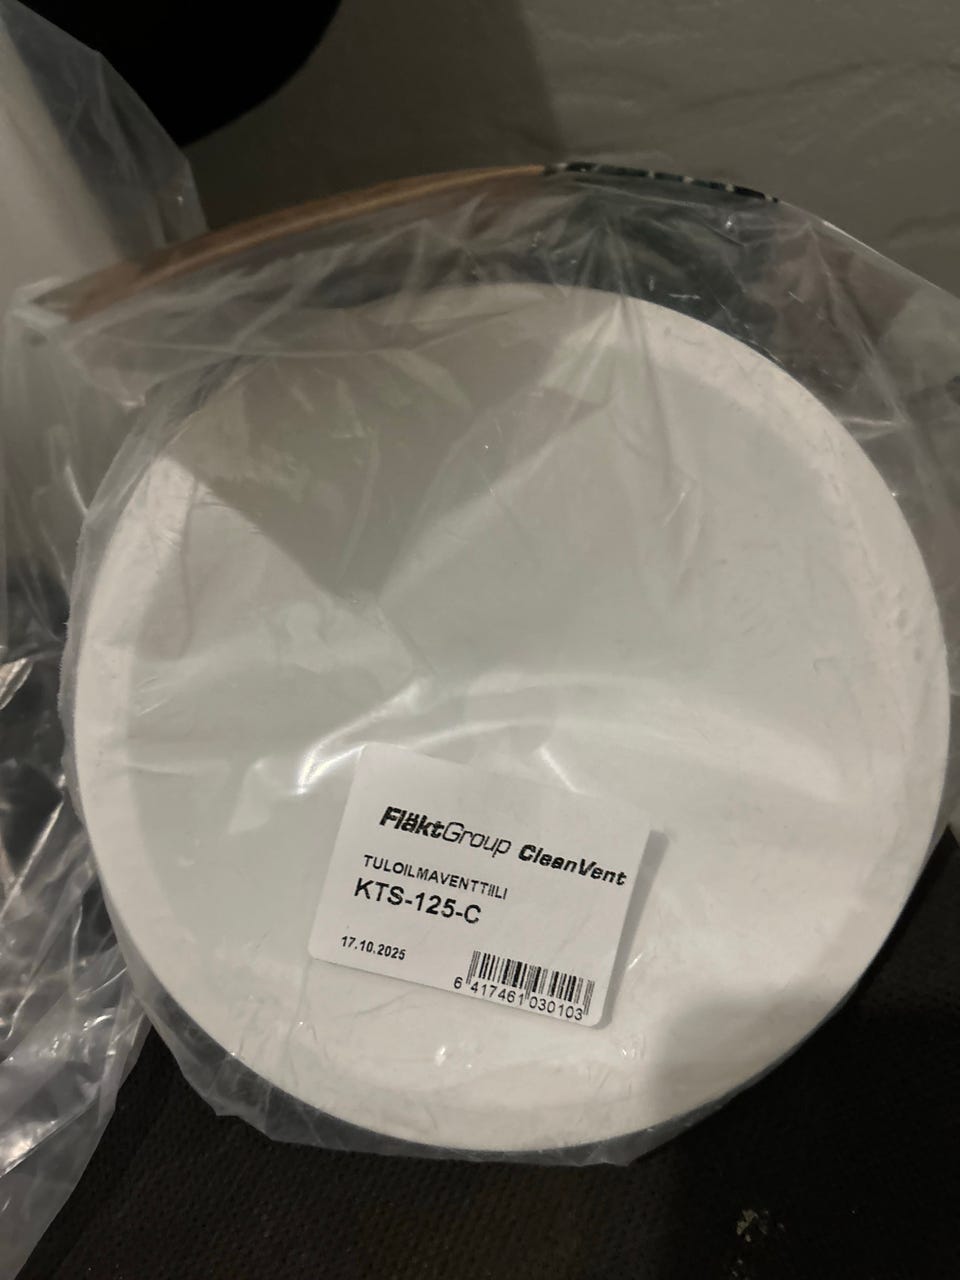 FläktGroup CleanVent
TULOILMAVENTTIILI
KTS-125-C
17.10.2025
6 417461 030103